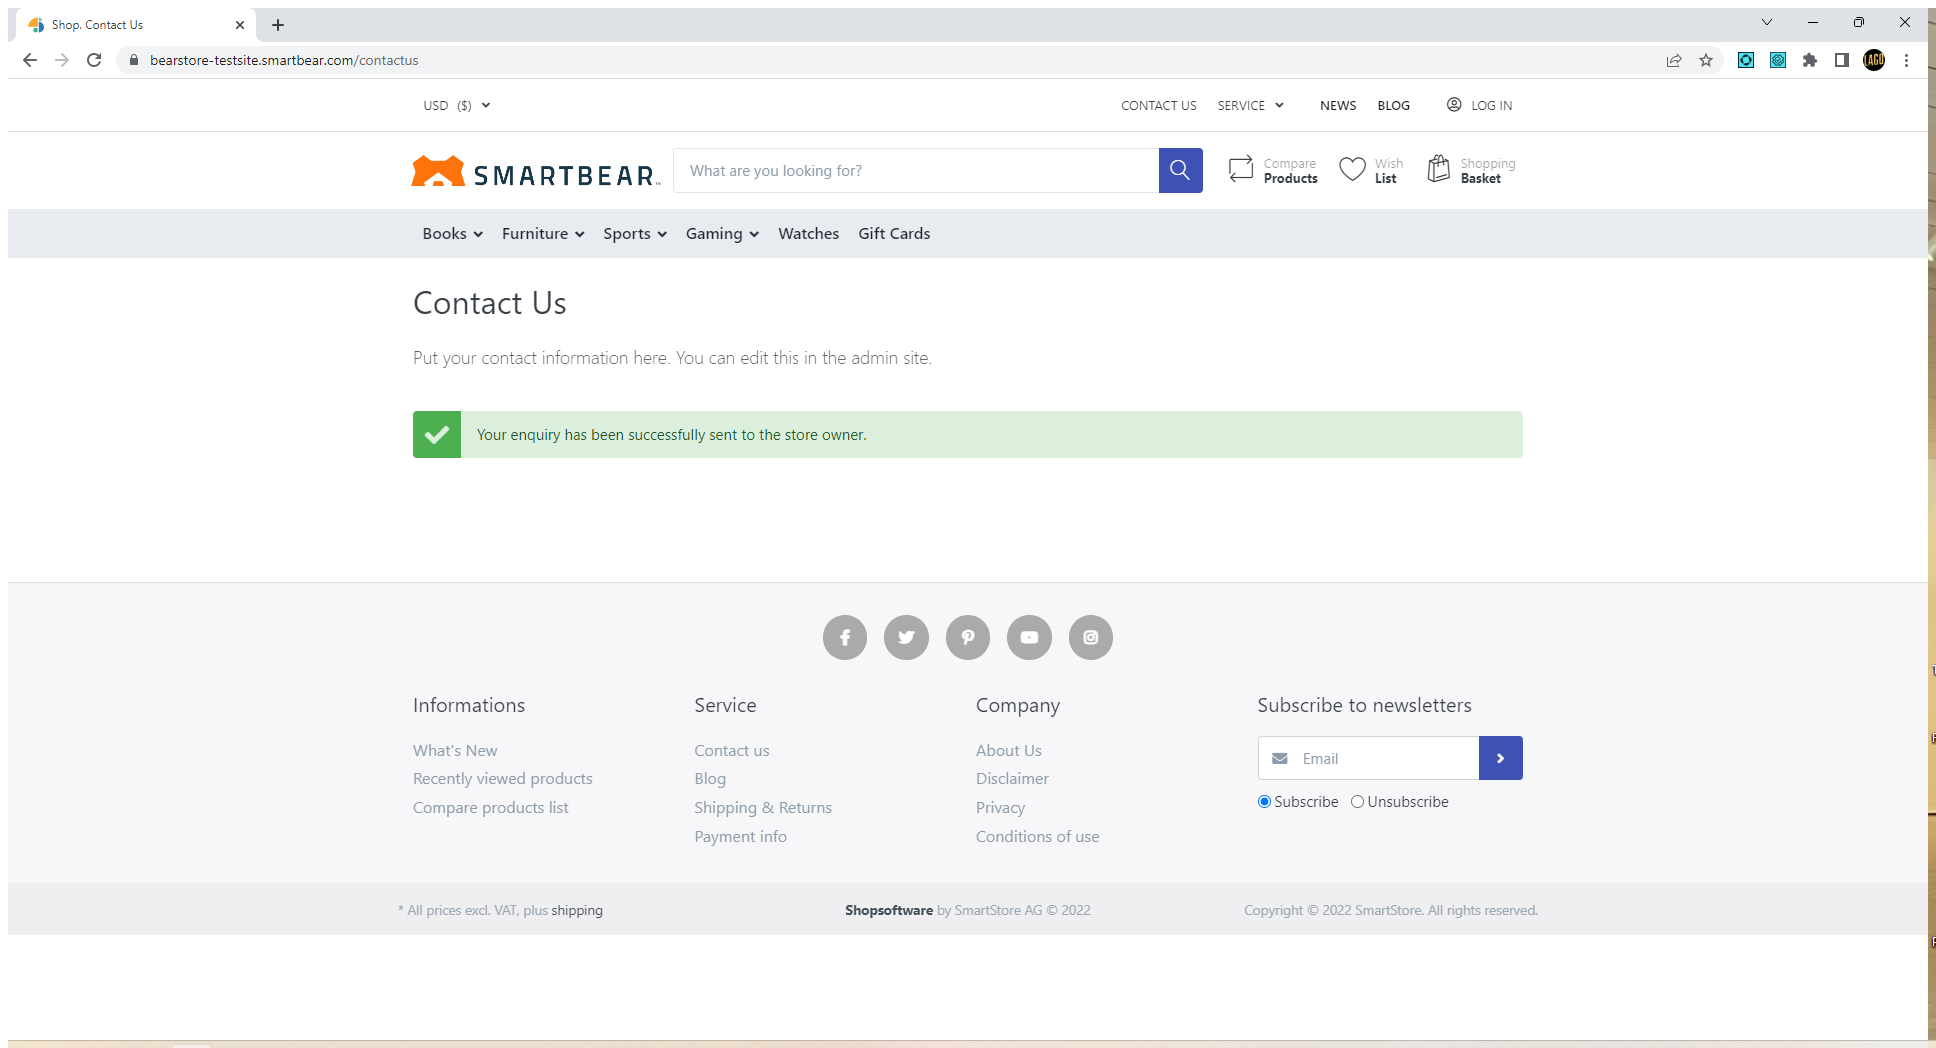 Shop. Contact Us
bearstore-testsite.smartbear.com/contactus
USD ($)
CONTACT US SERVICE NEWS BLOG LOG IN
SMARTBEAR™
What are you looking for?
Compare Products
Wish List
Shopping Basket
Books Furniture Sports Gaming Watches Gift Cards
Contact Us
Put your contact information here. You can edit this in the admin site.
Your enquiry has been successfully sent to the store owner.
Informations
What's New
Recently viewed products
Compare products list
Service
Contact us
Blog
Shipping & Returns
Payment info
Company
About Us
Disclaimer
Privacy
Conditions of use
Subscribe to newsletters
Email
Subscribe Unsubscribe
* All prices excl. VAT, plus shipping
Shopsoftware by SmartStore AG © 2022
Copyright © 2022 SmartStore. All rights reserved.